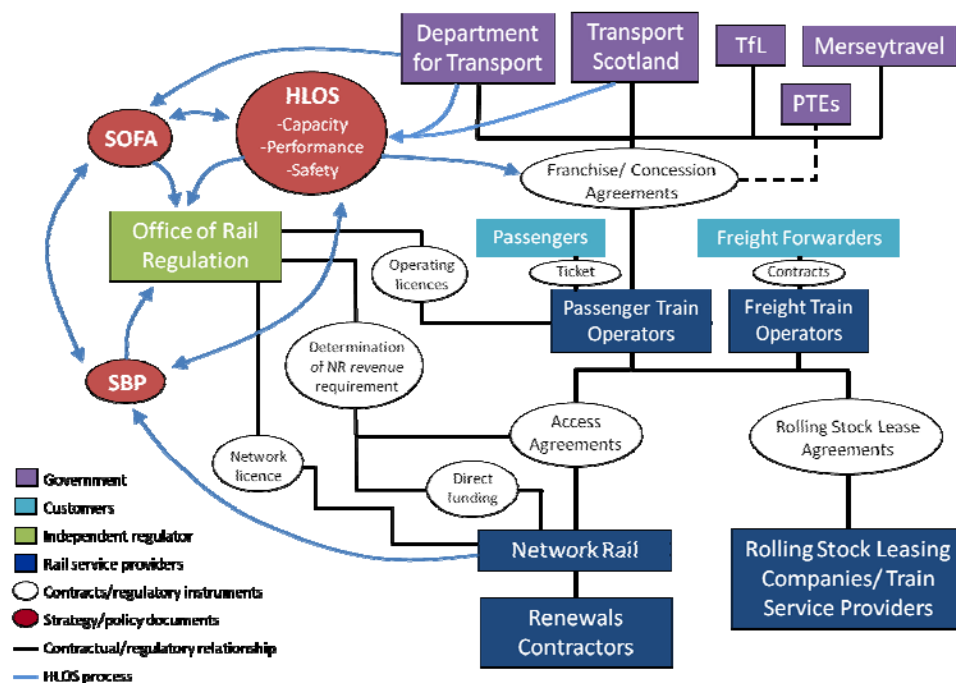 Department
for Transport
Transport
Scotland
TfL
Merseytravel
PTEs
HLOS
-Capacity
-Performance
-Safety
SOFA
Franchise/ Concession
Agreements
Office of Rail
Regulation
Operating
licences
Passengers
Ticket
Freight Forwarders
Contracts
Passenger Train
Operators
Freight Train
Operators
Determination
of NR revenue
requirement
SBP
Access
Agreements
Rolling Stock Lease
Agreements
Network
licence
Direct
funding
Network Rail
Renewals
Contractors
Rolling Stock Leasing
Companies/ Train
Service Providers
Government
Customers
Independent regulator
Rail service providers
Contracts/regulatory instruments
Strategy/policy documents
Contractual/regulatory relationship
HLOS process